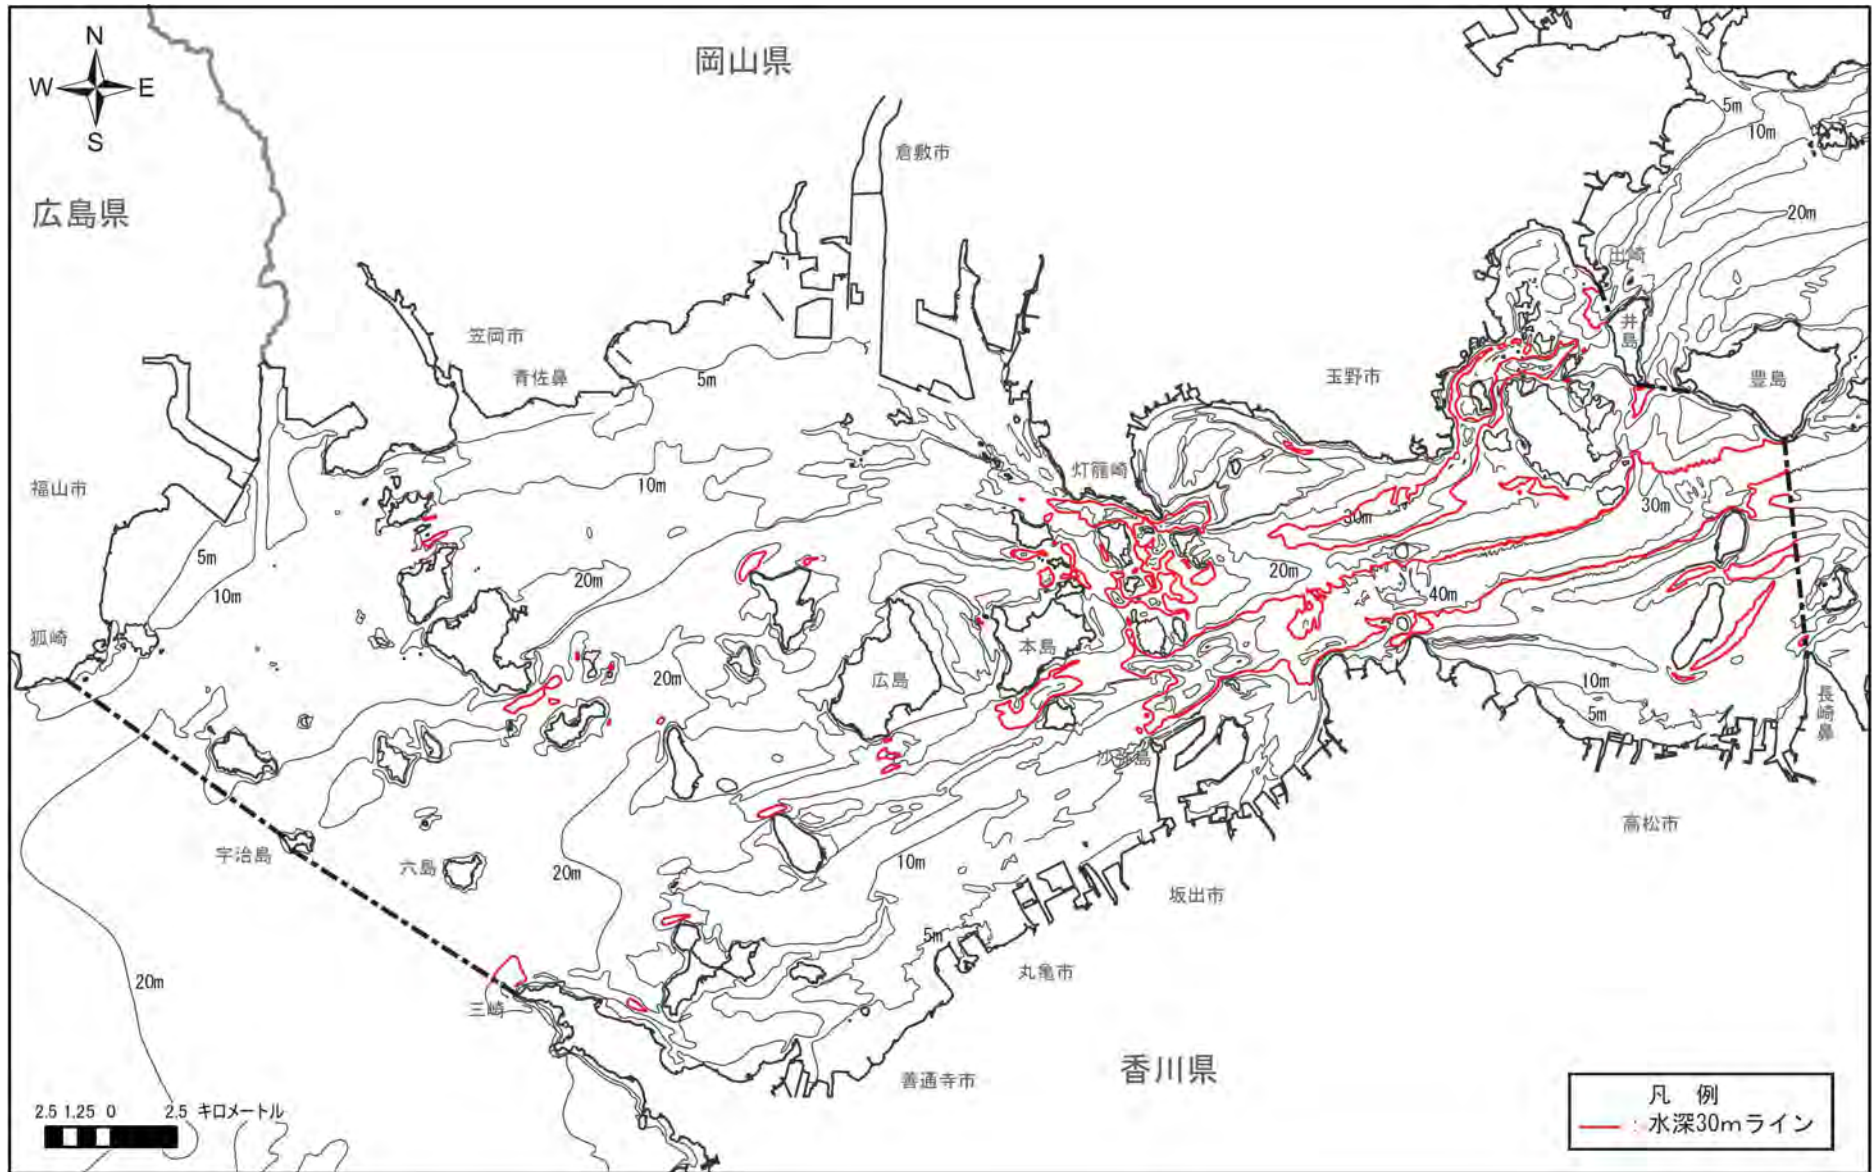 N
W E
S
岡山県
広島県
倉敷市
5m
10m
20m
出崎
井島
豊島
笠岡市
青佐鼻
5m
玉野市
福山市
10m
灯籠崎
30m
30m
5m
10m
20m
20m
40m
狐崎
本島
広島
20m
10m
5m
長崎鼻
沙弥島
高松市
宇治島
六島
20m
10m
坂出市
5m
丸亀市
20m
三崎
善通寺市
香川県
2.5 1.25 0 2.5 キロメートル
凡 例
水深30mライン